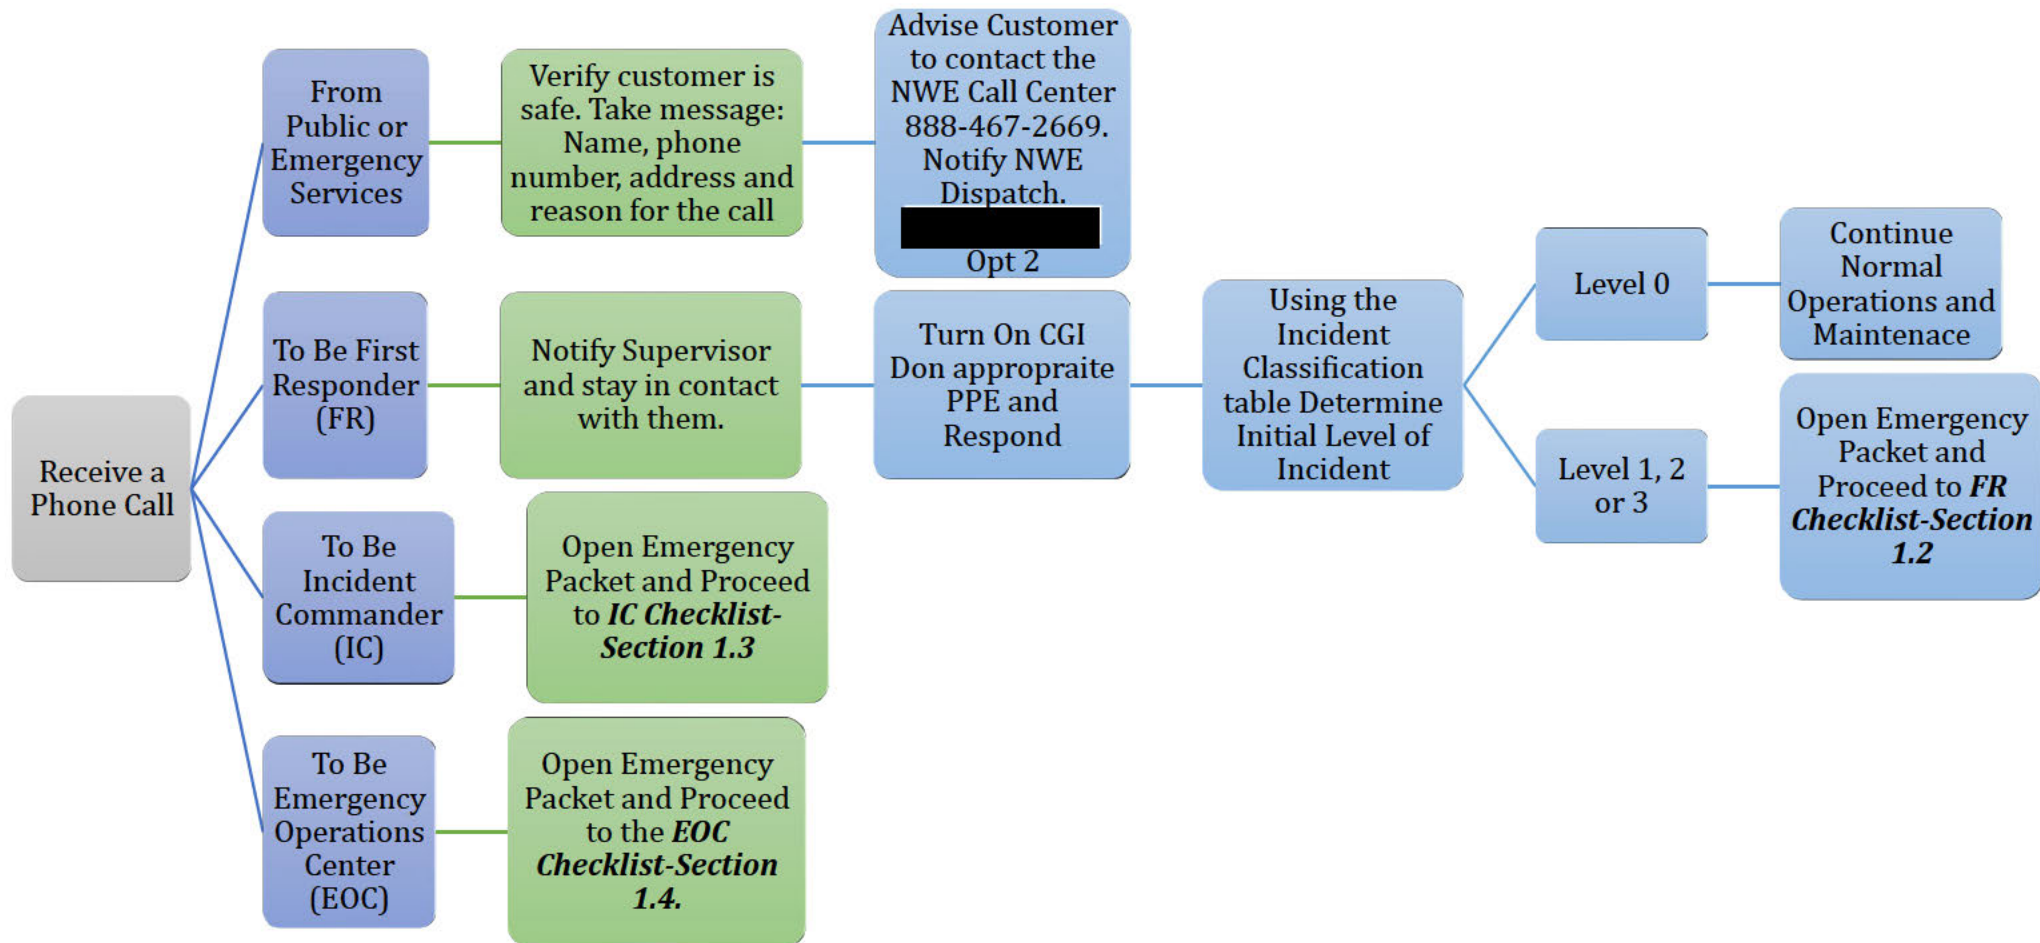 Receive a
Phone Call
From
Public or
Emergency
Services
Verify customer is
safe. Take message:
Name, phone
number, address and
reason for the call
Advise Customer
to contact the
NWE Call Center
888-467-2669.
Notify NWE
Dispatch.
Opt 2
To Be First
Responder
(FR)
Notify Supervisor
and stay in contact
with them.
Turn On CGI
Don appropraite
PPE and
Respond
Using the
Incident
Classification
table Determine
Initial Level of
Incident
Level 0
Continue
Normal
Operations and
Maintenace
Level 1, 2
or 3
Open Emergency
Packet and
Proceed to FR
Checklist-Section
1.2
To Be
Incident
Commander
(IC)
Open Emergency
Packet and Proceed
to IC Checklist-
Section 1.3
To Be
Emergency
Operations
Center
(EOC)
Open Emergency
Packet and Proceed
to the EOC
Checklist-Section
1.4.